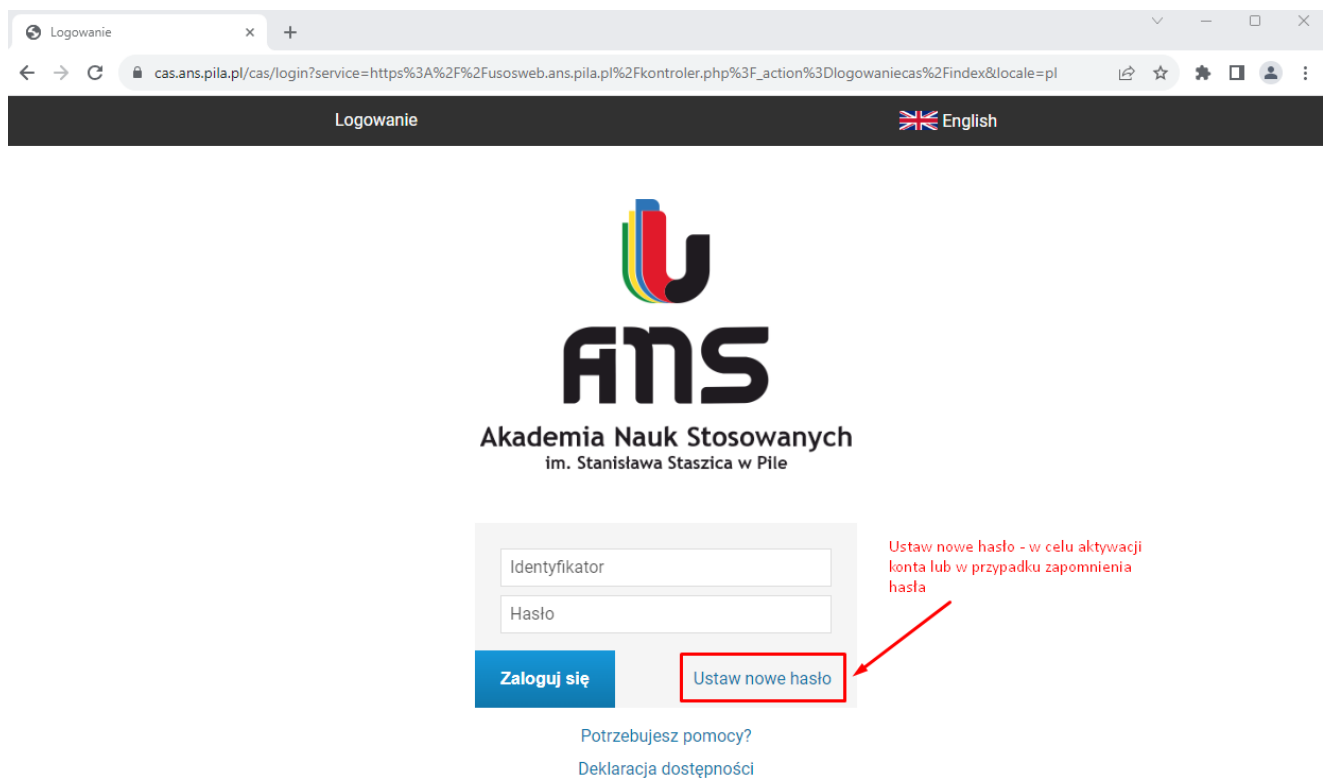 Logowanie
cas.ans.pila.pl/cas/login?service=https%3A%2F%2Fusosweb.ans.pila.pl%2Fkontroler.php%3F_action%3Dlogowaniecas%2Findex&locale=pl
Logowanie
English
ANS
Akademia Nauk Stosowanych
im. Stanisława Staszica w Pile
Identyfikator
Hasło
Zaloguj się
Ustaw nowe hasło
Ustaw nowe hasło - w celu aktywacji
konta lub w przypadku zapomnienia
hasła
Potrzebujesz pomocy?
Deklaracja dostępności